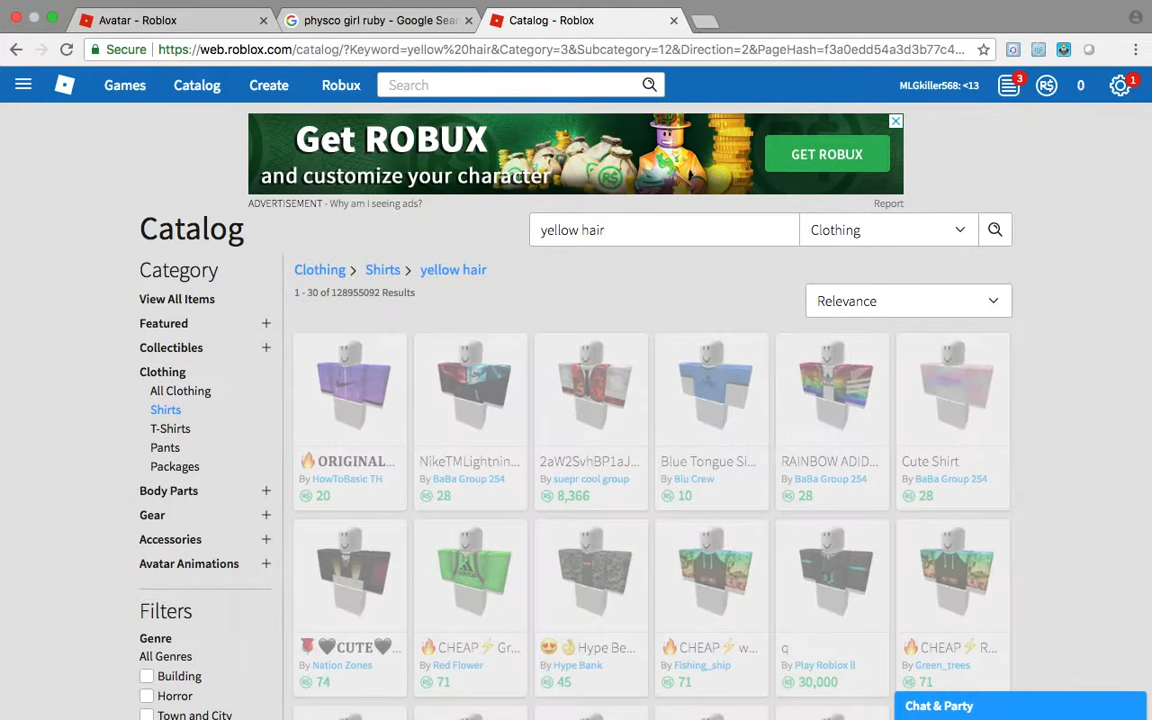 Avatar - Roblox
physco girl ruby - Google Sear
Catalog - Roblox
Secure
https://web.roblox.com/catalog/?Keyword=yellow%20hair&Category=3&Subcategory=12&Direction=2&PageHash=f3a0edd54a3d3b77c4...
Games
Catalog
Create
Robux
Search
MLGkiller568: <13
3
0
1
Get ROBUX
and customize your character
GET ROBUX
ADVERTISEMENT - Why am I seeing ads?
Report
Catalog
yellow hair
Clothing
Category
Clothing > Shirts > yellow hair
1 - 30 of 128955092 Results
Relevance
View All Items
Featured +
Collectibles +
Clothing
All Clothing
Shirts
T-Shirts
Pants
Packages
Body Parts +
Gear +
Accessories +
Avatar Animations +
Filters
Genre
All Genres
Building
Horror
Town and City
🔥ORIGINAL...
By HowToBasic TH
20
NikeTMLightnin...
By BaBa Group 254
28
2aW2SvhBP1aJ...
By suepr cool group
8,366
Blue Tongue Si...
By Blu Crew
10
RAINBOW ADID...
By BaBa Group 254
28
Cute Shirt
By BaBa Group 254
28
🌹🖤CUTE🖤...
By Nation Zones
74
🔥CHEAP⚡ Gr...
By Red Flower
71
😍👌Hype Be...
By Hype Bank
45
🔥CHEAP⚡ w...
By Fishing_ship
71
q
By Play Roblox ll
30,000
🔥CHEAP⚡ R...
By Green_trees
71
Chat & Party